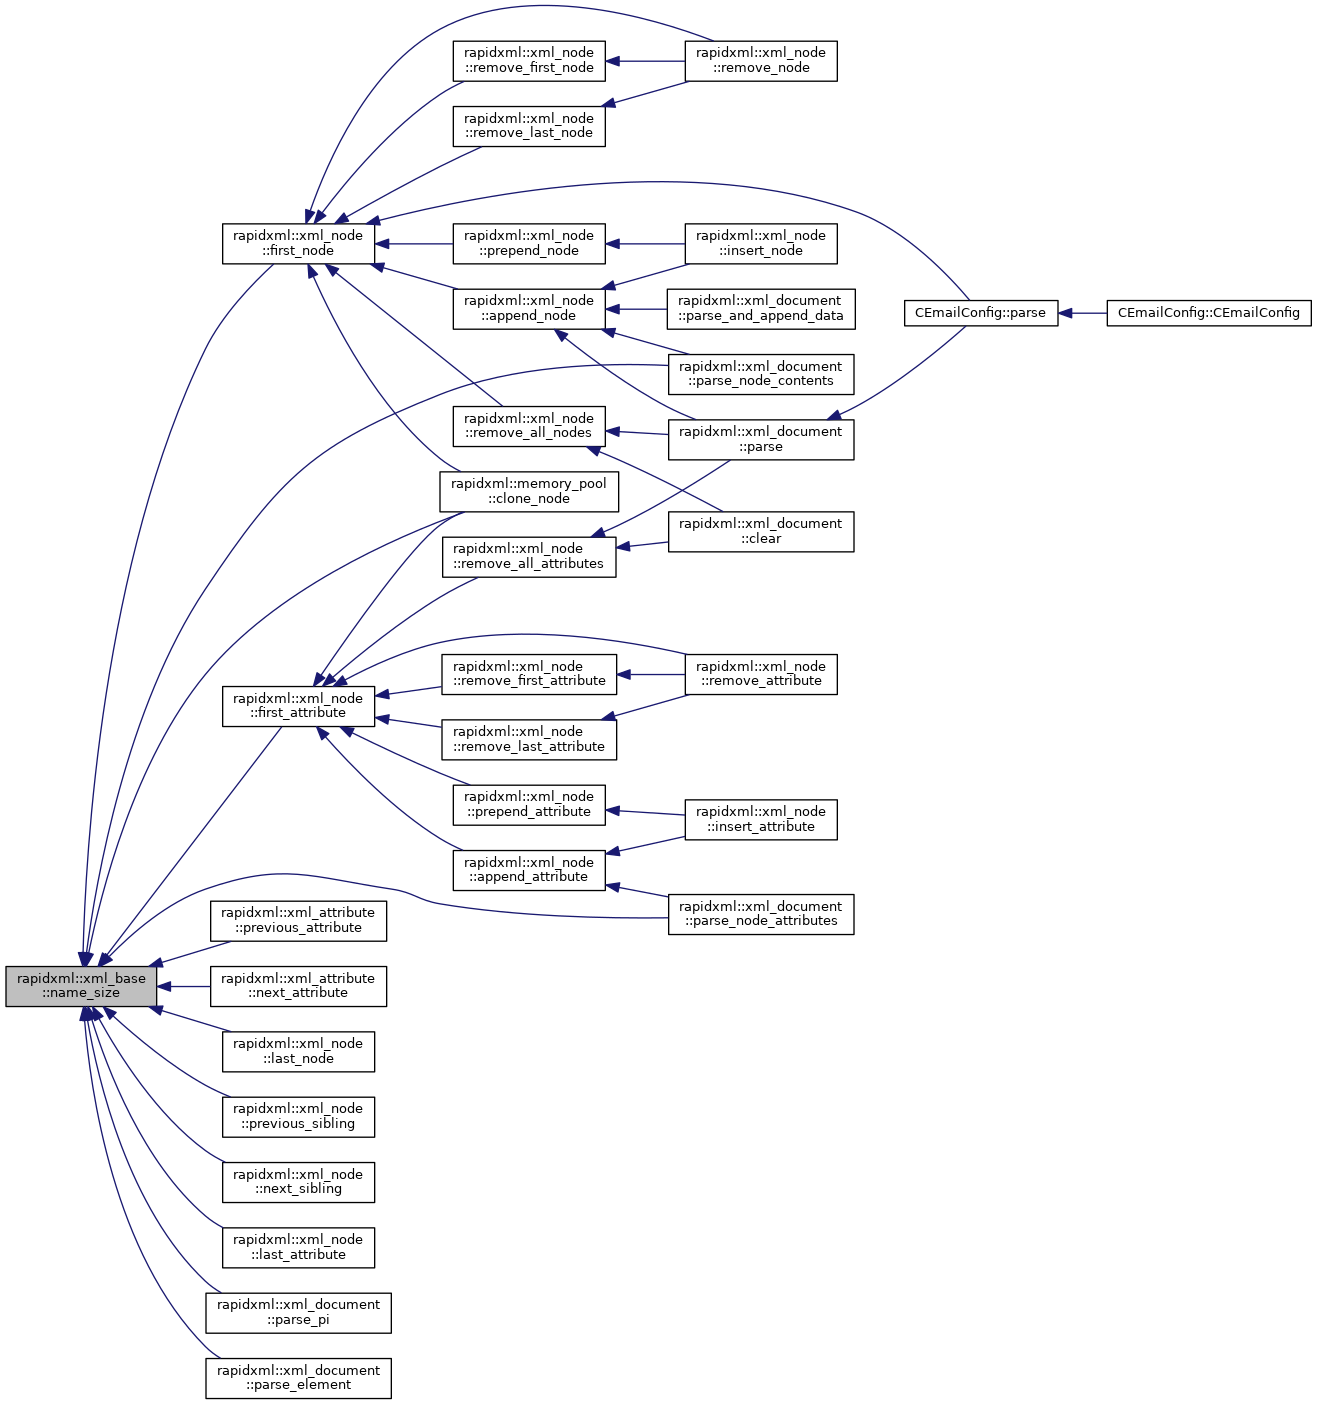 rapidxml::xml_node
::remove_first_node
rapidxml::xml_node
::remove_node
rapidxml::xml_node
::remove_last_node
rapidxml::xml_node
::first_node
rapidxml::xml_node
::prepend_node
rapidxml::xml_node
::insert_node
rapidxml::xml_node
::append_node
rapidxml::xml_document
::parse_and_append_data
CEmailConfig::parse
CEmailConfig::CEmailConfig
rapidxml::xml_document
::parse_node_contents
rapidxml::xml_node
::remove_all_nodes
rapidxml::xml_document
::parse
rapidxml::memory_pool
::clone_node
rapidxml::xml_document
::clear
rapidxml::xml_node
::remove_all_attributes
rapidxml::xml_node
::remove_first_attribute
rapidxml::xml_node
::remove_attribute
rapidxml::xml_node
::first_attribute
rapidxml::xml_node
::remove_last_attribute
rapidxml::xml_node
::prepend_attribute
rapidxml::xml_node
::insert_attribute
rapidxml::xml_node
::append_attribute
rapidxml::xml_document
::parse_node_attributes
rapidxml::xml_attribute
::previous_attribute
rapidxml::xml_base
::name_size
rapidxml::xml_attribute
::next_attribute
rapidxml::xml_node
::last_node
rapidxml::xml_node
::previous_sibling
rapidxml::xml_node
::next_sibling
rapidxml::xml_node
::last_attribute
rapidxml::xml_document
::parse_pi
rapidxml::xml_document
::parse_element